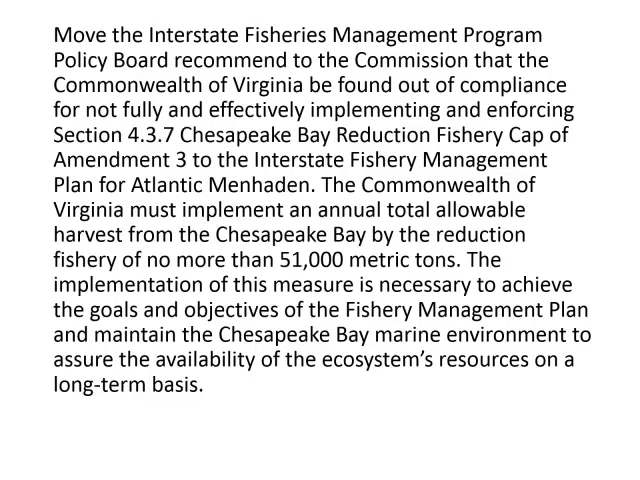 Move the Interstate Fisheries Management Program
Policy Board recommend to the Commission that the
Commonwealth of Virginia be found out of compliance
for not fully and effectively implementing and enforcing
Section 4.3.7 Chesapeake Bay Reduction Fishery Cap of
Amendment 3 to the Interstate Fishery Management
Plan for Atlantic Menhaden. The Commonwealth of
Virginia must implement an annual total allowable
harvest from the Chesapeake Bay by the reduction
fishery of no more than 51,000 metric tons. The
implementation of this measure is necessary to achieve
the goals and objectives of the Fishery Management Plan
and maintain the Chesapeake Bay marine environment to
assure the availability of the ecosystem’s resources on a
long-term basis.